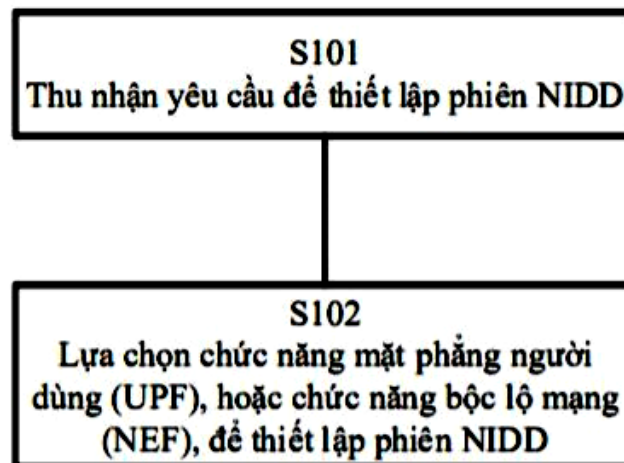 S101
Thu nhận yêu cầu để thiết lập phiên NIDD
S102
Lựa chọn chức năng mặt phẳng người
dùng (UPF), hoặc chức năng bộc lộ mạng
(NEF), để thiết lập phiên NIDD